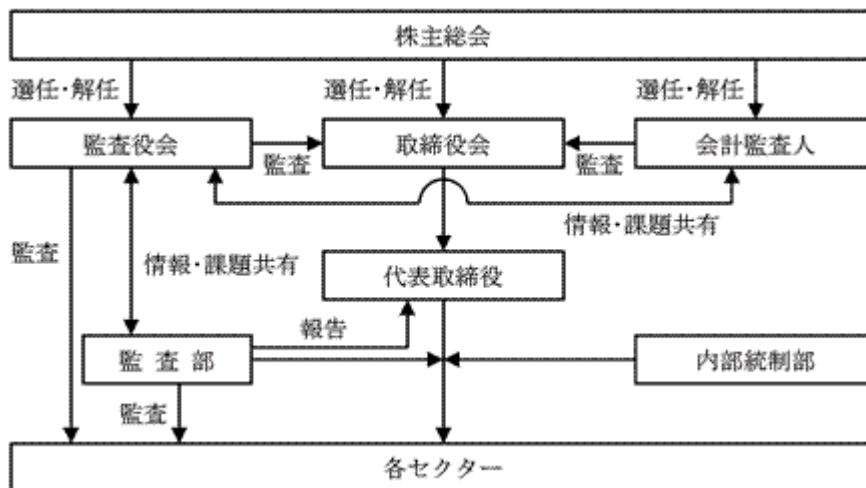 株主総会
選任・解任
選任・解任
選任・解任
監査役会
監査
取締役会
監査
会計監査人
情報・課題共有
監査
情報・課題共有
代表取締役
報告
監査部
内部統制部
監査
各セクター